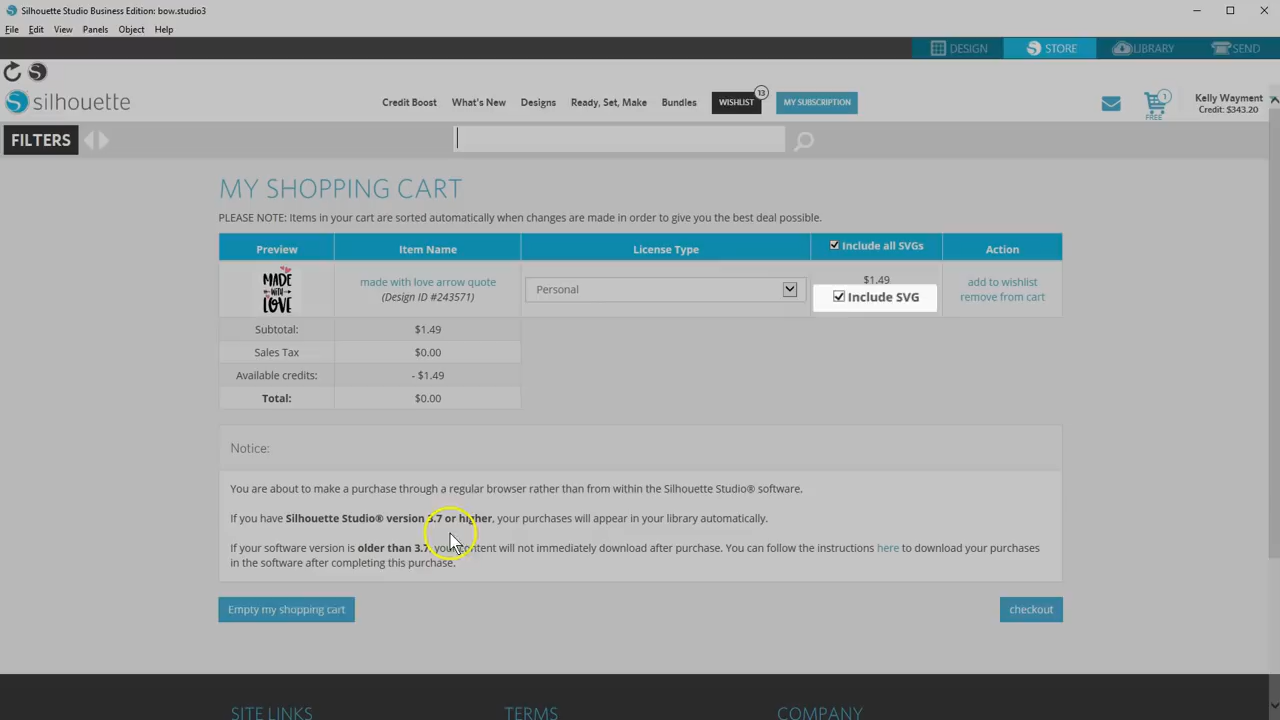 Silhouette Studio Business Edition: bow.studio3
File Edit View Panels Object Help
DESIGN STORE LIBRARY SEND
silhouette
Credit Boost What's New Designs Ready, Set, Make Bundles WISHLIST 13 MY SUBSCRIPTION 1 FREE Kelly Wayment
Credit: $343.20
FILTERS
MY SHOPPING CART
PLEASE NOTE: Items in your cart are sorted automatically when changes are made in order to give you the best deal possible.
Preview Item Name License Type Include all SVGs Action
MADE WITH LOVE
made with love arrow quote
(Design ID #243571)
Personal
$1.49
Include SVG
add to wishlist
remove from cart
Subtotal: $1.49
Sales Tax $0.00
Available credits: - $1.49
Total: $0.00
Notice:
You are about to make a purchase through a regular browser rather than from within the Silhouette Studio® software.
If you have Silhouette Studio® version 3.7 or higher, your purchases will appear in your library automatically.
If your software version is older than 3.7 your content will not immediately download after purchase. You can follow the instructions here to download your purchases
in the software after completing this purchase.
Empty my shopping cart checkout
SITE LINKS TERMS COMPANY